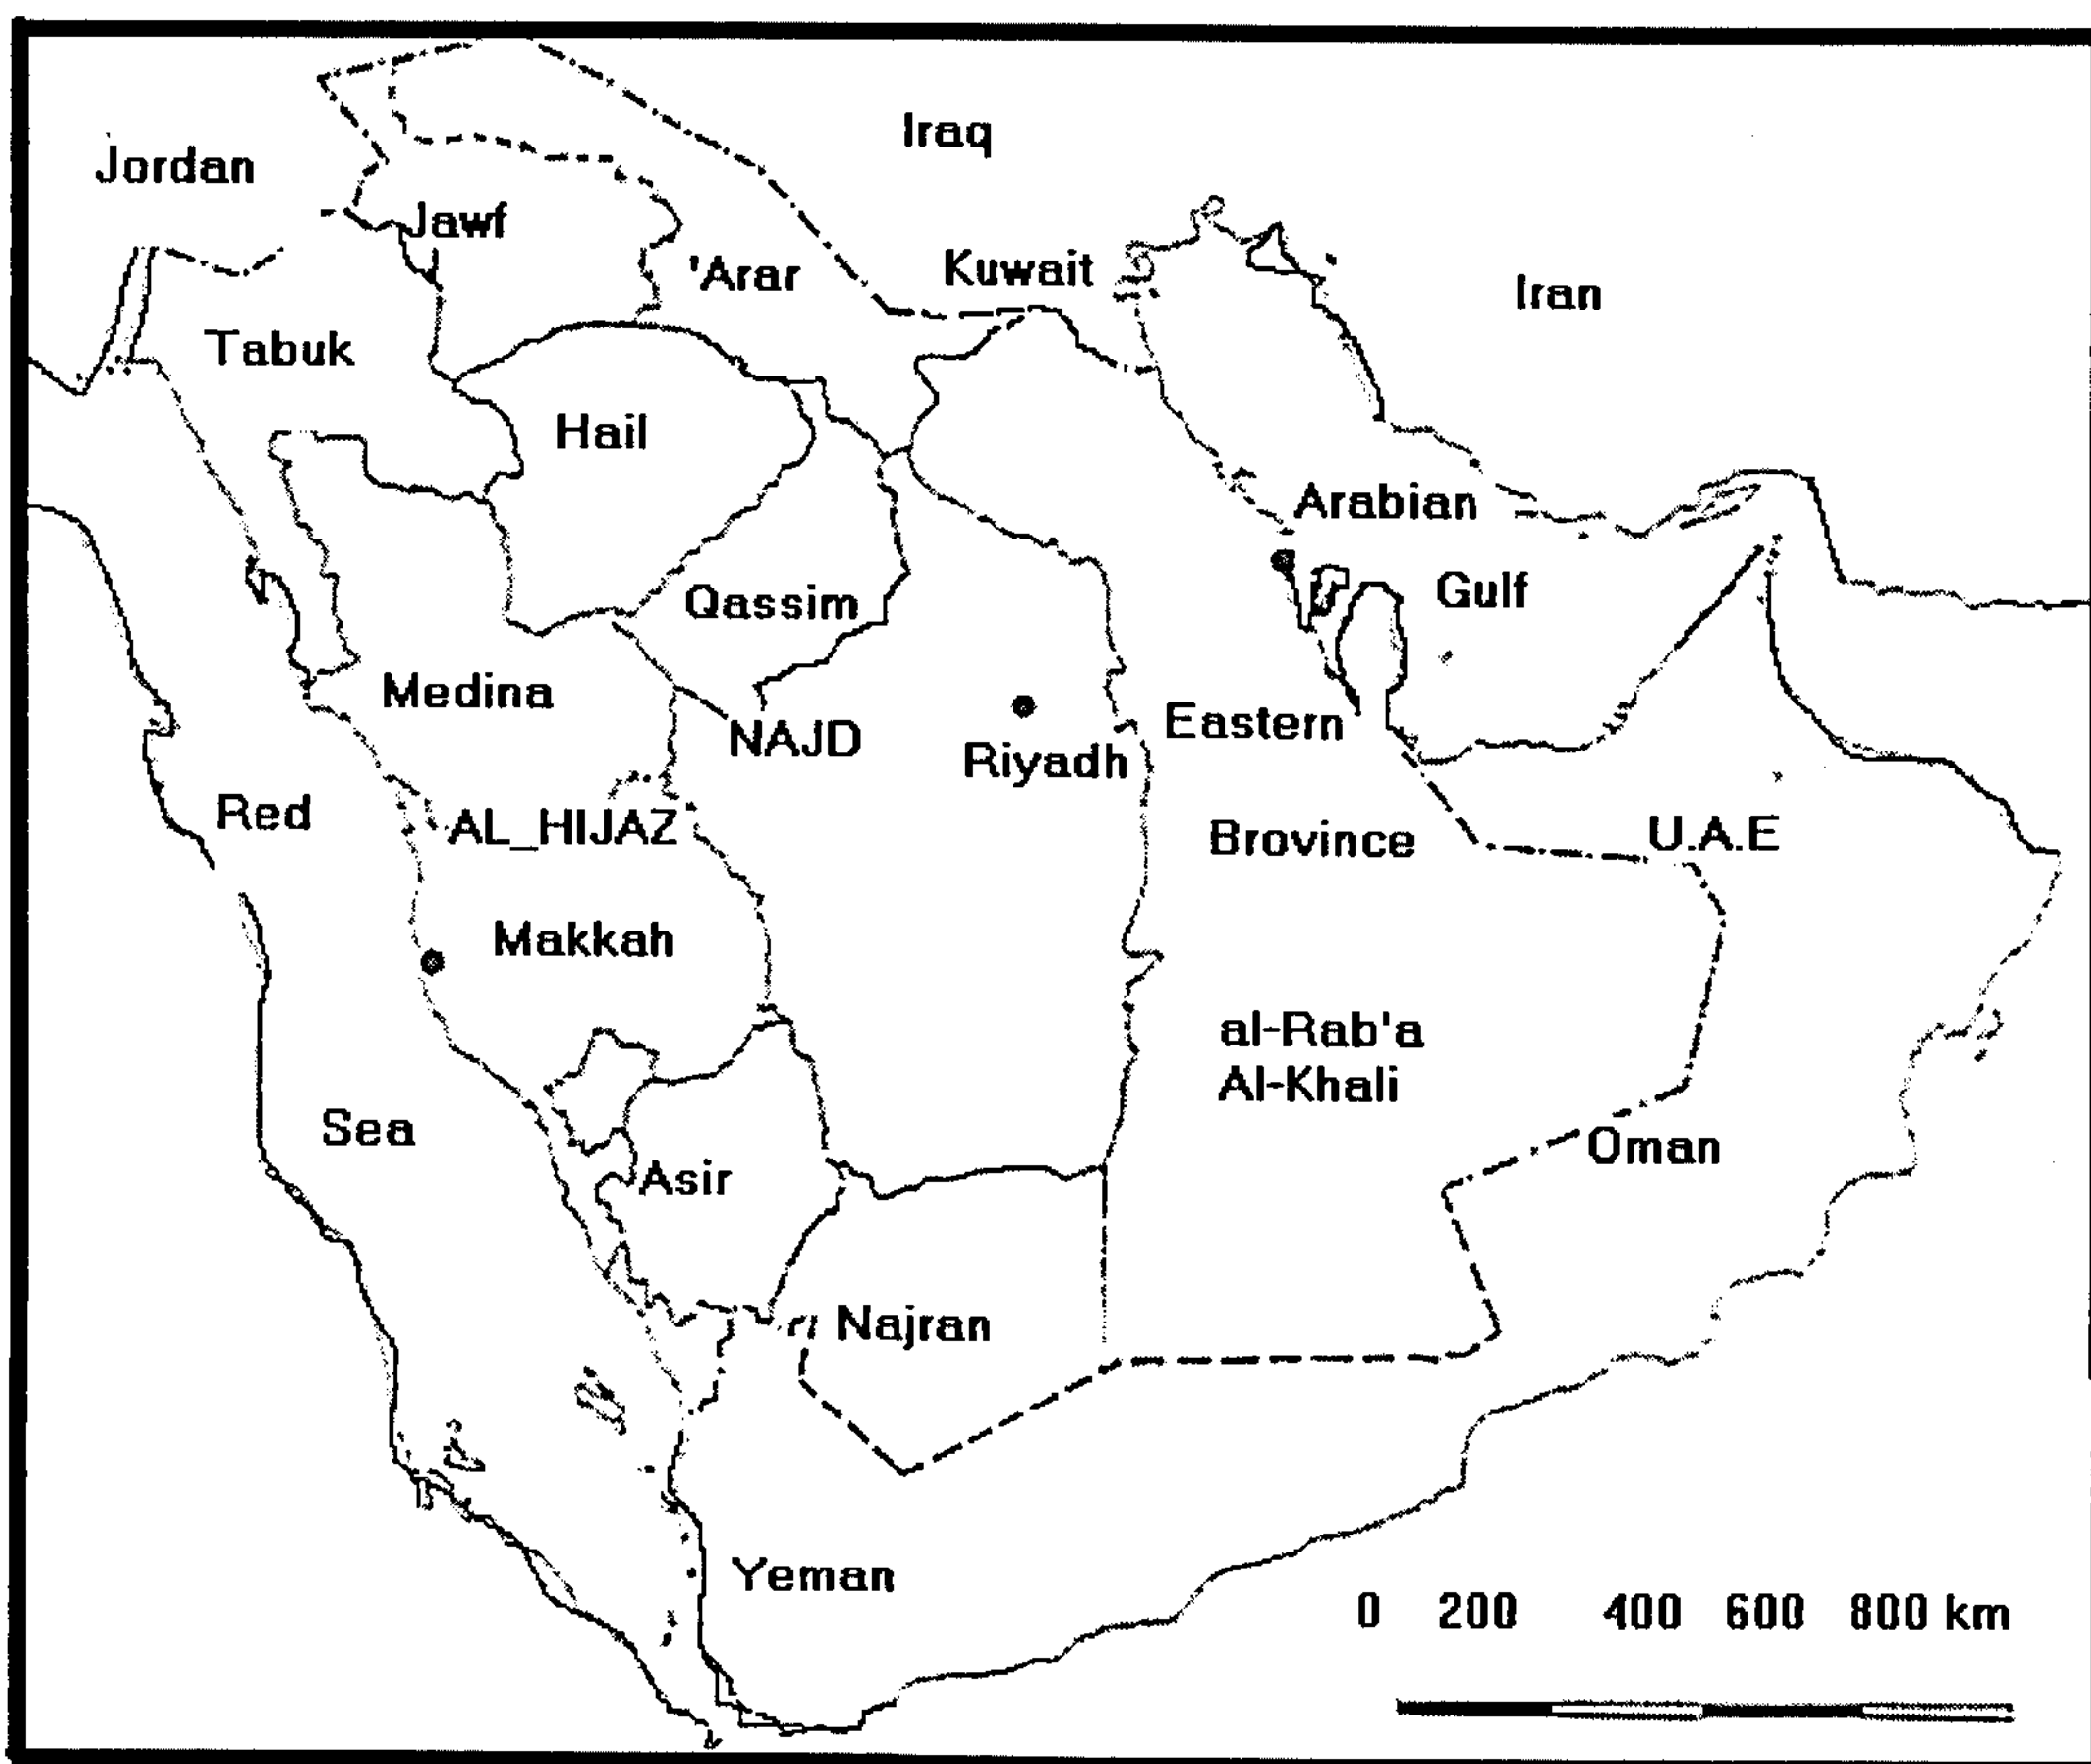 Iraq
Jordan
Jawf
'Arar
Kuwait
Iran
Tabuk
Hail
Arabian
Gulf
Qassim
Medina
NAJD
Riyadh
Eastern
Brovince
Red
AL_HIJAZ
U.A.E
Makkah
al-Rab'a
Al-Khali
Sea
Asir
Oman
Najran
Yeman
0 200 400 600 800 km